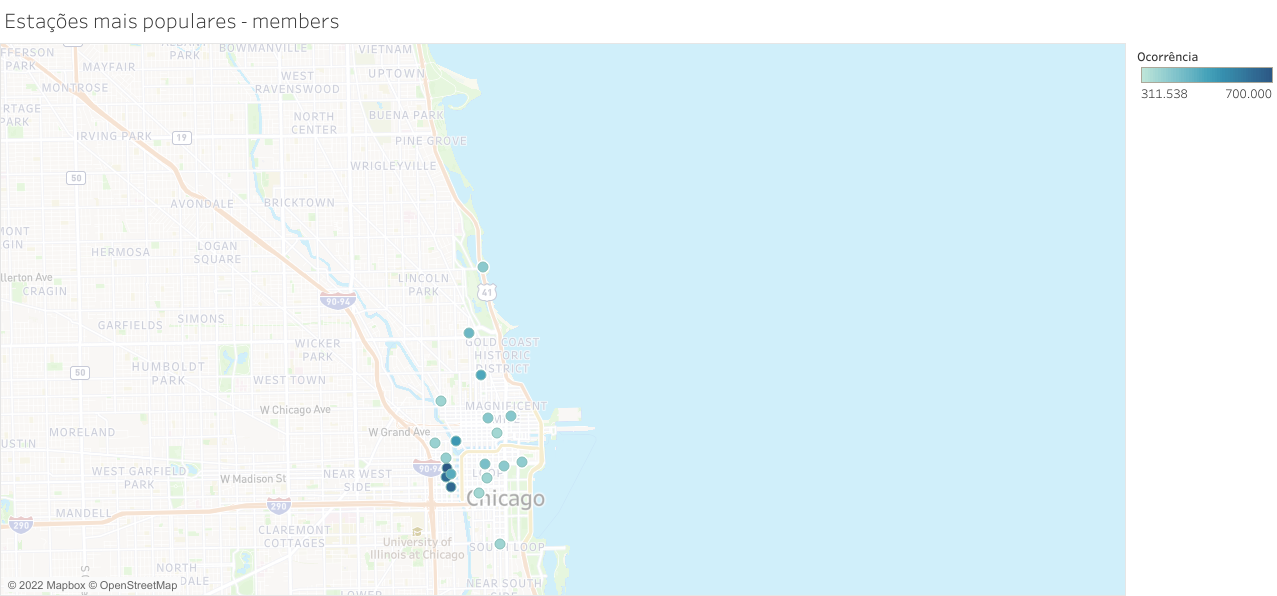 Estações mais populares - members
Ocorrência
311.538 700.000
BOWMANVILLE
VIETNAM
FFERSON
PARK
PARK
MAYFAIR
UPTOWN
WEST
RAVENSWOOD
MONTROSE
RTAGE
PARK
NORTH
CENTER
BUENA PARK
IRVING PARK
19
PINE GROVE
WRIGLEYVILLE
50
AVONDALE
BRICKTOWN
MONT
GIN
HERMOSA
LOGAN
SQUARE
llerton Ave
CRAGIN
LINCOLN
PARK
41
90-94
GARFIELDS
SIMONS
WICKER
PARK
GOLD COAST
HISTORIC
DISTRICT
HUMBOLDT
PARK
50
WEST TOWN
W Chicago Ave
MAGNIFICENT
MORELAND
W Grand Ave
USTIN
WEST GARFIELD
PARK
NEAR WEST
SIDE
W Madison St
90-94
LOOP
Chicago
290
MANDELL
290
CLAREMONT
COTTAGES
University of
Illinois at Chicago
SOUTH LOOP
NORTH
DALE
NEAR SOUTH
SIDE
© 2022 Mapbox © OpenStreetMap